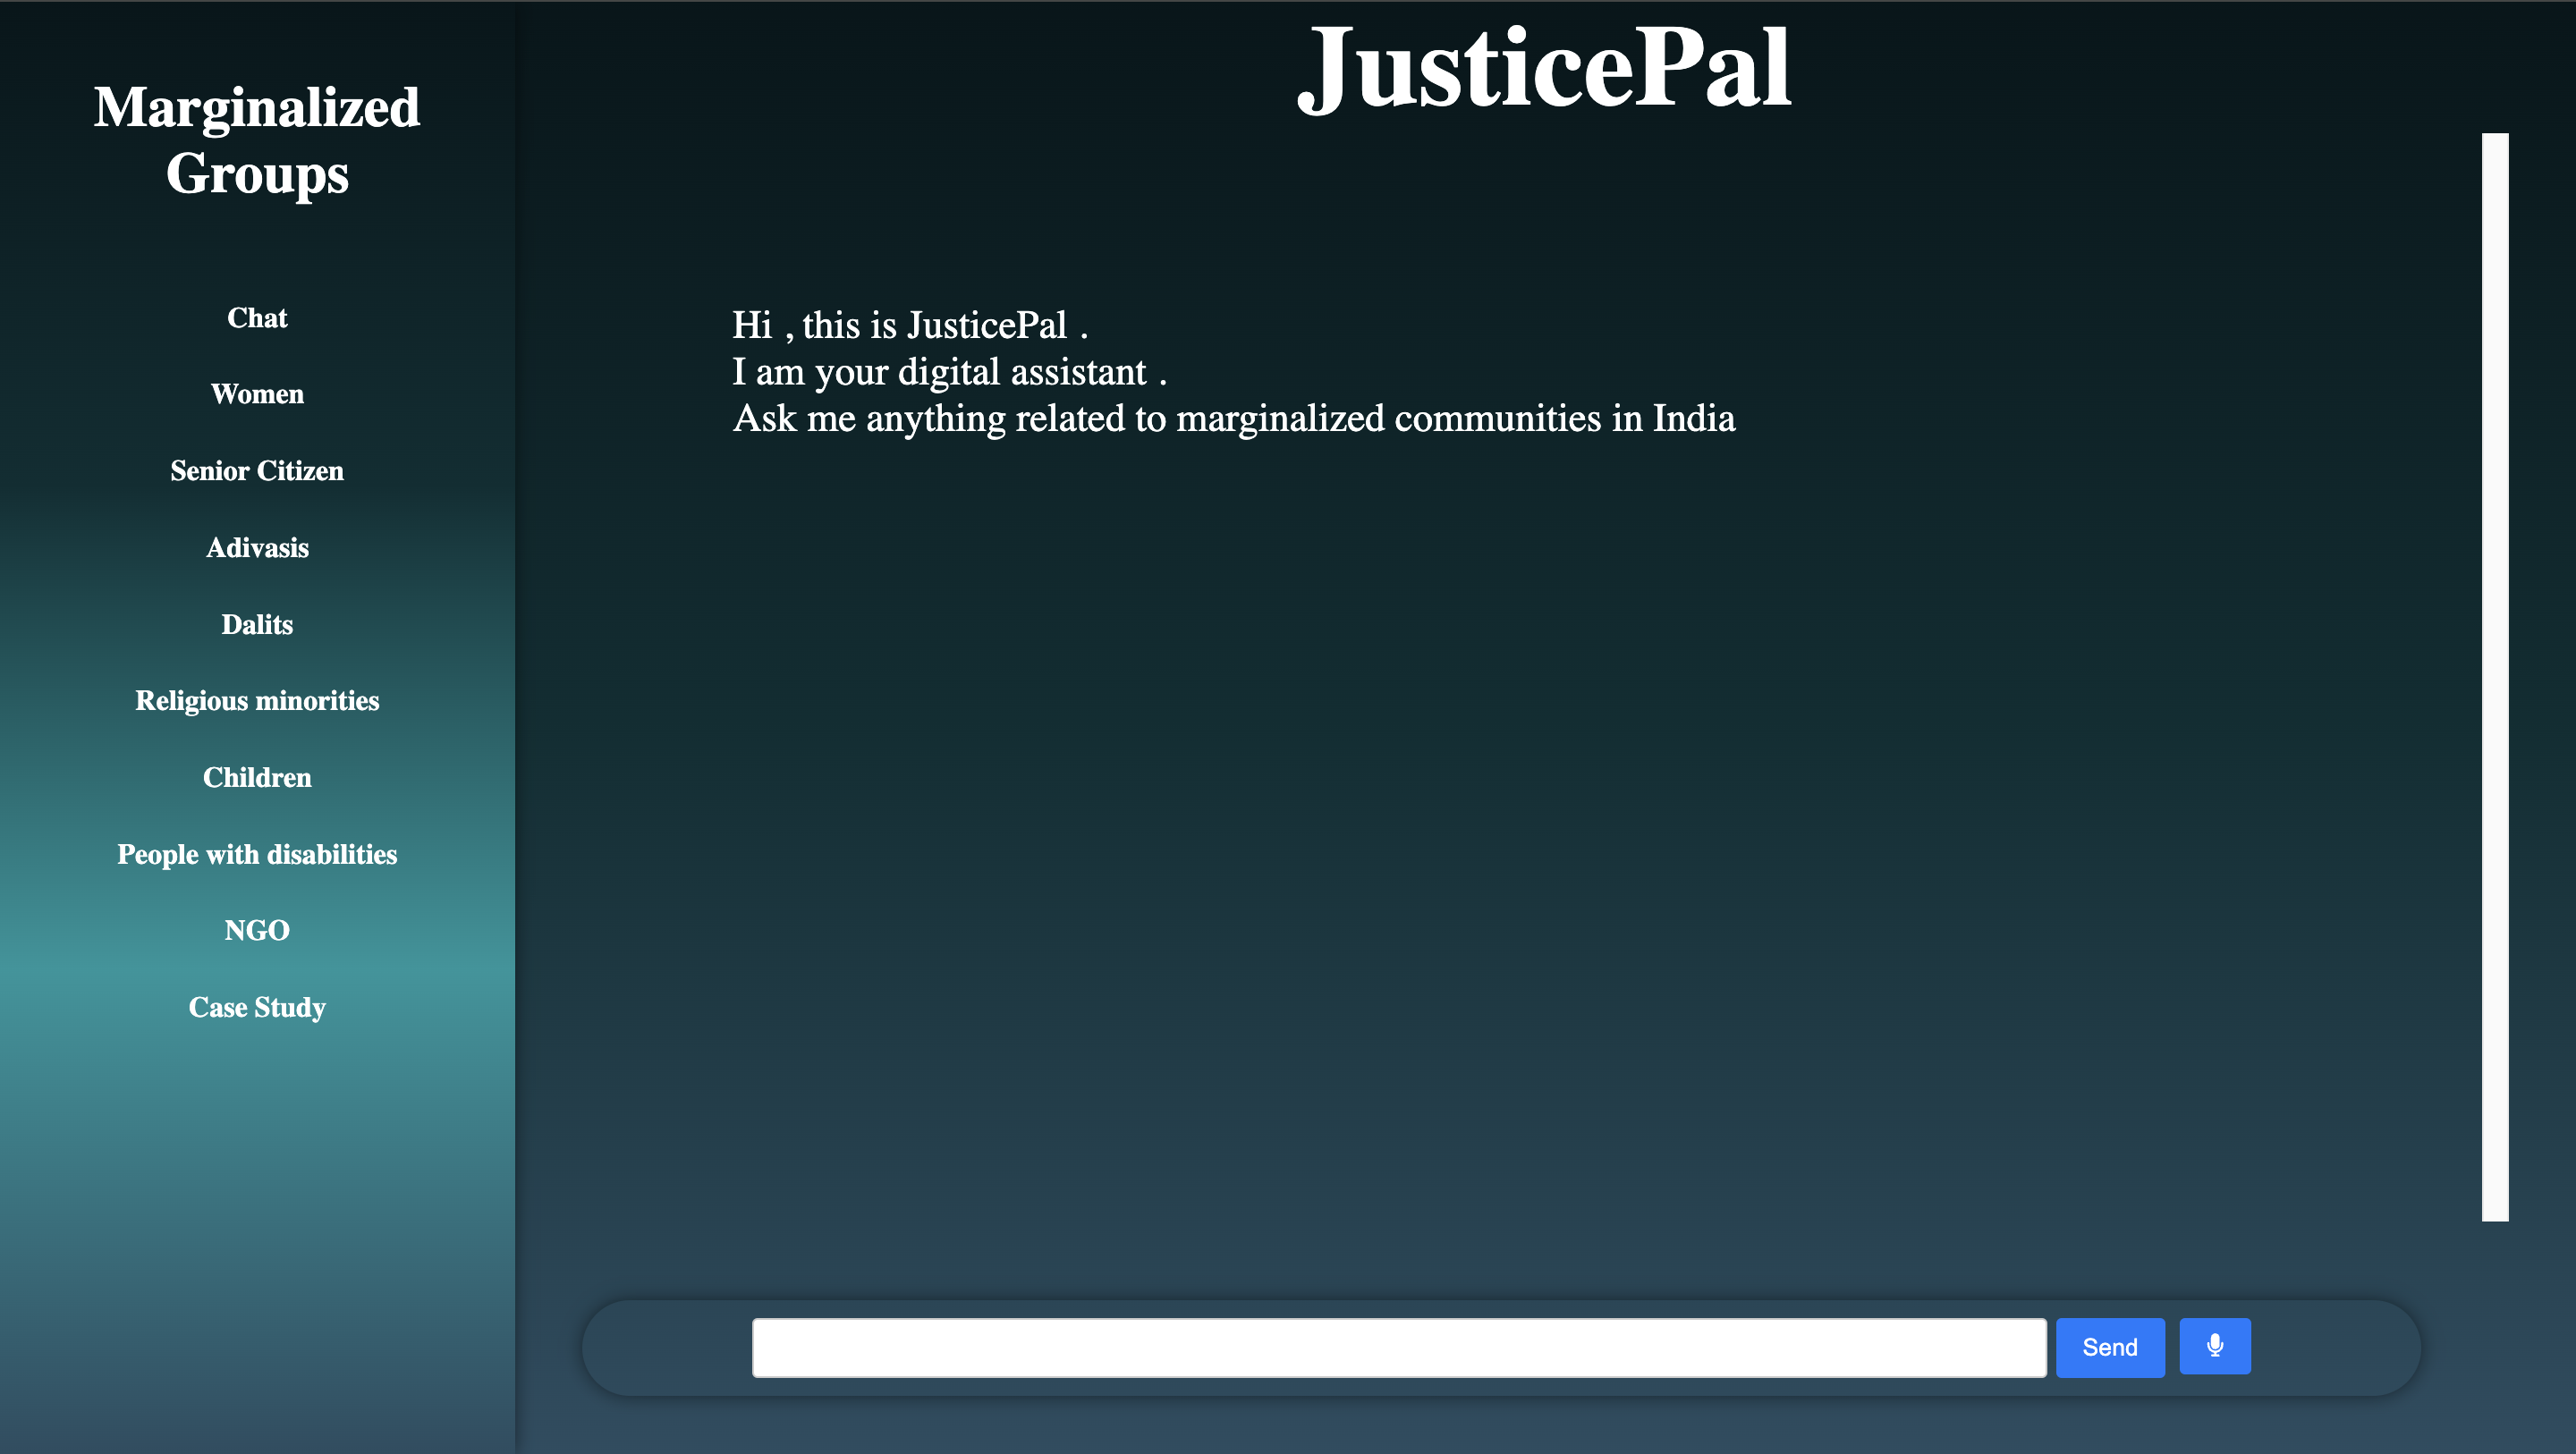 Marginalized
Groups
Chat
Women
Senior Citizen
Adivasis
Dalits
Religious minorities
Children
People with disabilities
NGO
Case Study
JusticePal
Hi , this is JusticePal .
I am your digital assistant .
Ask me anything related to marginalized communities in India
Send